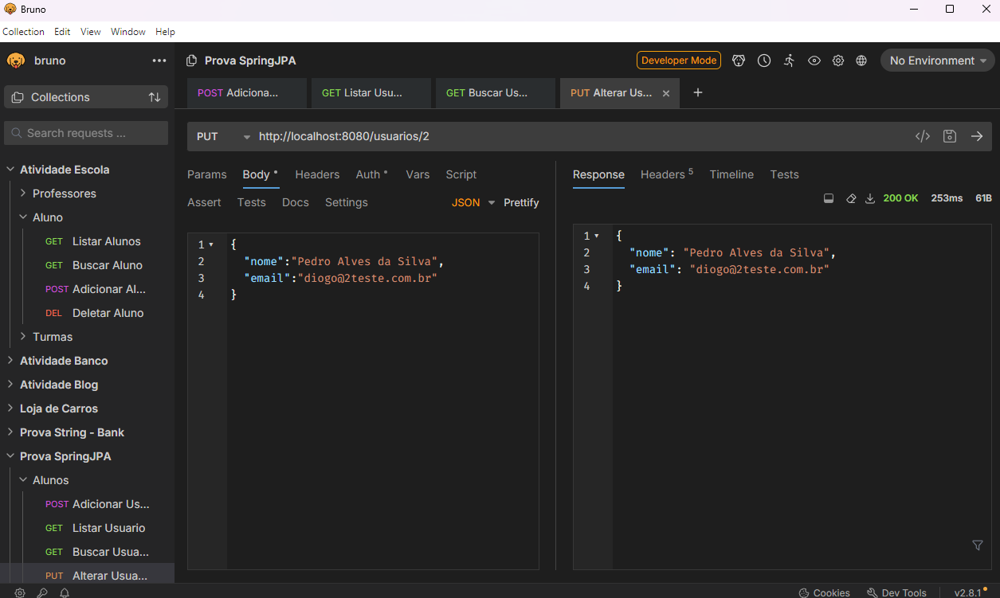 Bruno
Collection Edit View Window Help
bruno
Prova SpringJPA
Developer Mode
No Environment
Collections
POST Adiciona...
GET Listar Usu...
GET Buscar Us...
PUT Alterar Us...
Search requests ...
PUT http://localhost:8080/usuarios/2
Atividade Escola
Professores
Aluno
GET Listar Alunos
GET Buscar Aluno
POST Adicionar Al...
DEL Deletar Aluno
Turmas
Atividade Banco
Atividade Blog
Loja de Carros
Prova String - Bank
Prova SpringJPA
Alunos
POST Adicionar Us...
GET Listar Usuario
GET Buscar Usua...
PUT Alterar Usua...
Params Body Headers Auth Vars Script
Assert Tests Docs Settings JSON Prettify
1 {
2 "nome":"Pedro Alves da Silva",
3 "email":"diogo@2teste.com.br"
4 }
Response Headers 5 Timeline Tests
200 OK 253ms 61B
1 {
2 "nome": "Pedro Alves da Silva",
3 "email": "diogo@2teste.com.br"
4 }
Cookies Dev Tools v2.8.1